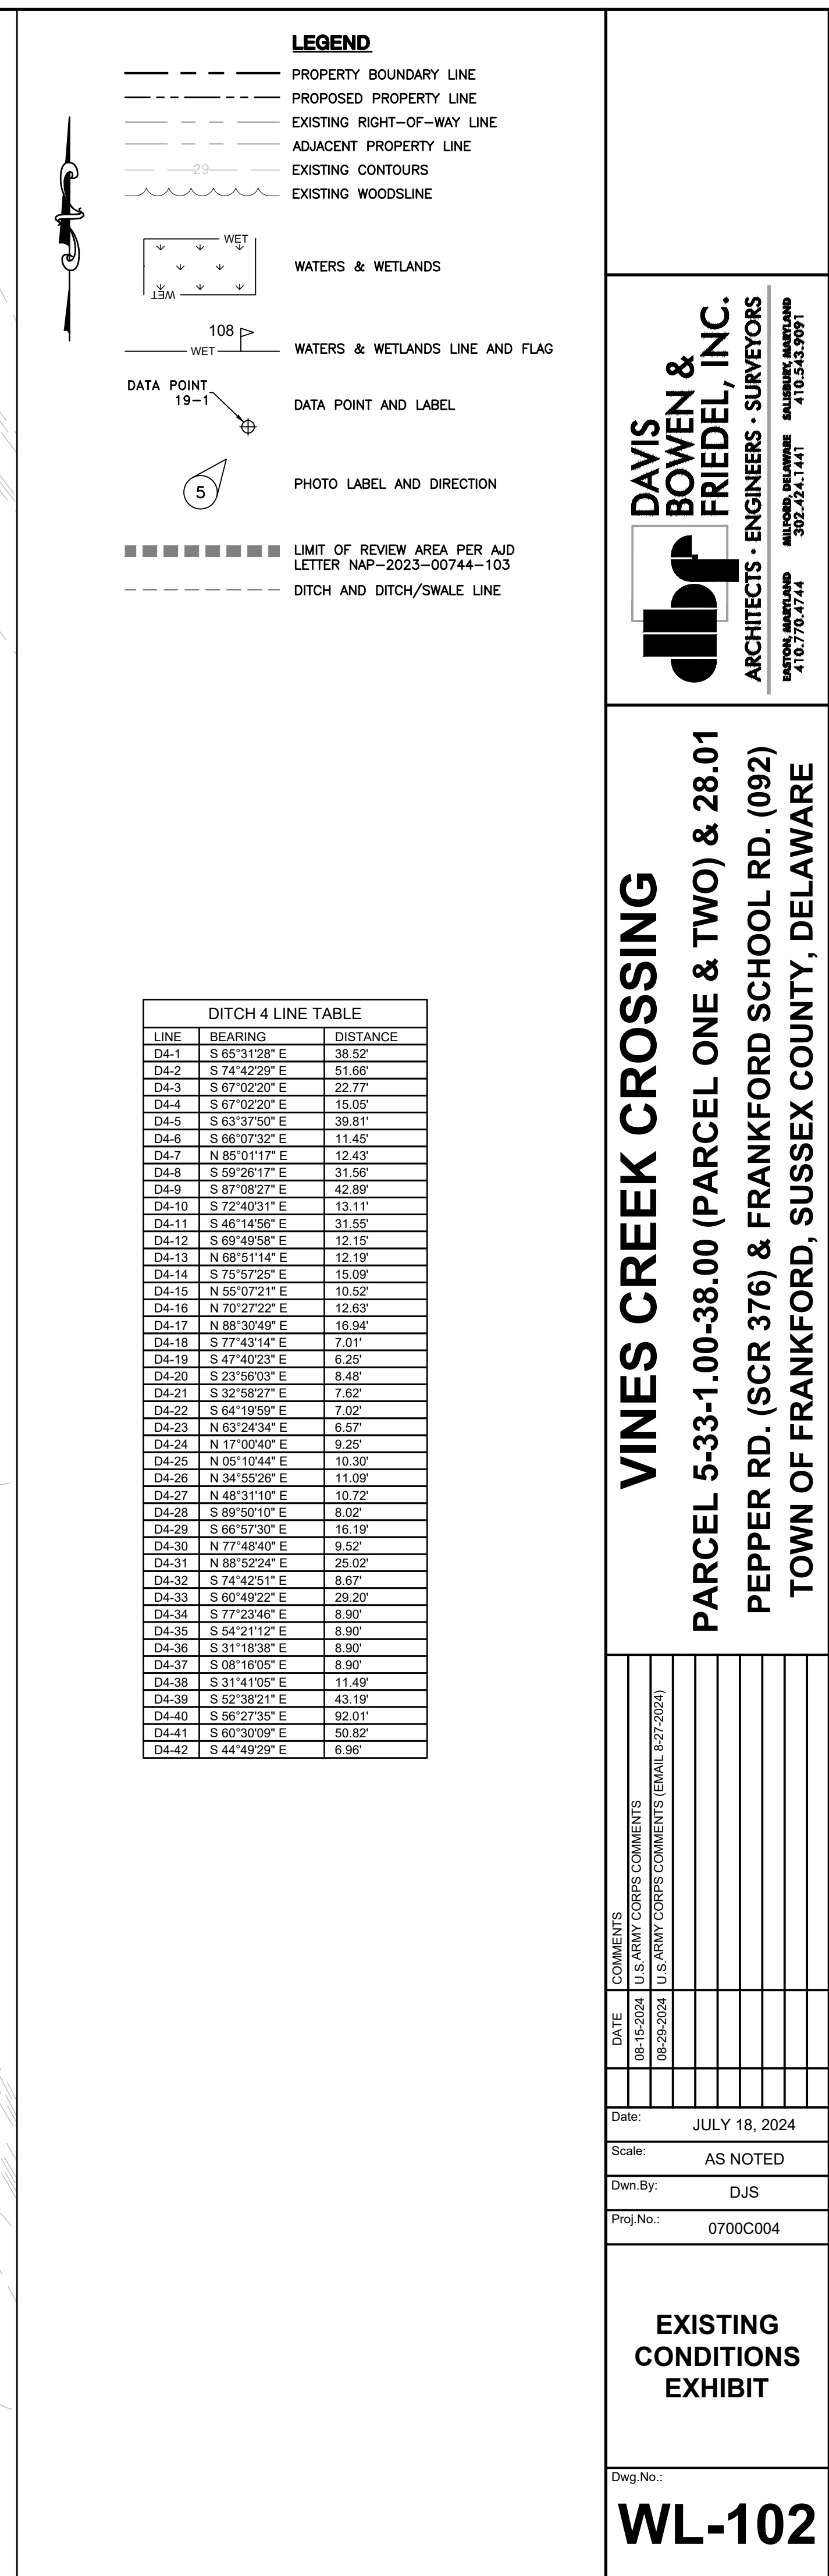 LEGEND
PROPERTY BOUNDARY LINE
PROPOSED PROPERTY LINE
EXISTING RIGHT-OF-WAY LINE
ADJACENT PROPERTY LINE
29
EXISTING CONTOURS
EXISTING WOODSLINE
WET
WET
WATERS & WETLANDS
108
WET
WATERS & WETLANDS LINE AND FLAG
DATA POINT
19-1
DATA POINT AND LABEL
5
PHOTO LABEL AND DIRECTION
LIMIT OF REVIEW AREA PER AJD
LETTER NAP-2023-00744-103
DITCH AND DITCH/SWALE LINE
DITCH 4 LINE TABLE
LINE BEARING DISTANCE
D4-1 S 65°31'28" E 38.52'
D4-2 S 74°42'29" E 51.66'
D4-3 S 67°02'20" E 22.77'
D4-4 S 67°02'20" E 15.05'
D4-5 S 63°37'50" E 39.81'
D4-6 S 66°07'32" E 11.45'
D4-7 N 85°01'17" E 12.43'
D4-8 S 59°26'17" E 31.56'
D4-9 S 87°08'27" E 42.89'
D4-10 S 72°40'31" E 13.11'
D4-11 S 46°14'56" E 31.55'
D4-12 S 69°49'58" E 12.15'
D4-13 N 68°51'14" E 12.19'
D4-14 S 75°57'25" E 15.09'
D4-15 N 55°07'21" E 10.52'
D4-16 N 70°27'22" E 12.63'
D4-17 N 88°30'49" E 16.94'
D4-18 S 77°43'14" E 7.01'
D4-19 S 47°40'23" E 6.25'
D4-20 S 23°56'03" E 8.48'
D4-21 S 32°58'27" E 7.62'
D4-22 S 64°19'59" E 7.02'
D4-23 N 63°24'34" E 6.57'
D4-24 N 17°00'40" E 9.25'
D4-25 N 05°10'44" E 10.30'
D4-26 N 34°55'26" E 11.09'
D4-27 N 48°31'10" E 10.72'
D4-28 S 89°50'10" E 8.02'
D4-29 S 66°57'30" E 16.19'
D4-30 N 77°48'40" E 9.52'
D4-31 N 88°52'24" E 25.02'
D4-32 S 74°42'51" E 8.67'
D4-33 S 60°49'22" E 29.20'
D4-34 S 77°23'46" E 8.90'
D4-35 S 54°21'12" E 8.90'
D4-36 S 31°18'38" E 8.90'
D4-37 S 08°16'05" E 8.90'
D4-38 S 31°41'05" E 11.49'
D4-39 S 52°38'21" E 43.19'
D4-40 S 56°27'35" E 92.01'
D4-41 S 60°30'09" E 50.82'
D4-42 S 44°49'29" E 6.96'
dbf
DAVIS
BOWEN &
FRIEDEL, INC.
ARCHITECTS • ENGINEERS • SURVEYORS
EASTON, MARYLAND MILFORD, DELAWARE SALISBURY, MARYLAND
410.770.4744 302.424.1441 410.543.9091
VINES CREEK CROSSING
PARCEL 5-33-1.00-38.00 (PARCEL ONE & TWO) & 28.01
PEPPER RD. (SCR 376) & FRANKFORD SCHOOL RD. (092)
TOWN OF FRANKFORD, SUSSEX COUNTY, DELAWARE
DATE COMMENTS
08-15-2024 U.S. ARMY CORPS COMMENTS
08-29-2024 U.S. ARMY CORPS COMMENTS (EMAIL 8-27-2024)
Date: JULY 18, 2024
Scale: AS NOTED
Dwn.By: DJS
Proj.No.: 0700C004
EXISTING
CONDITIONS
EXHIBIT
Dwg.No.:
WL-102